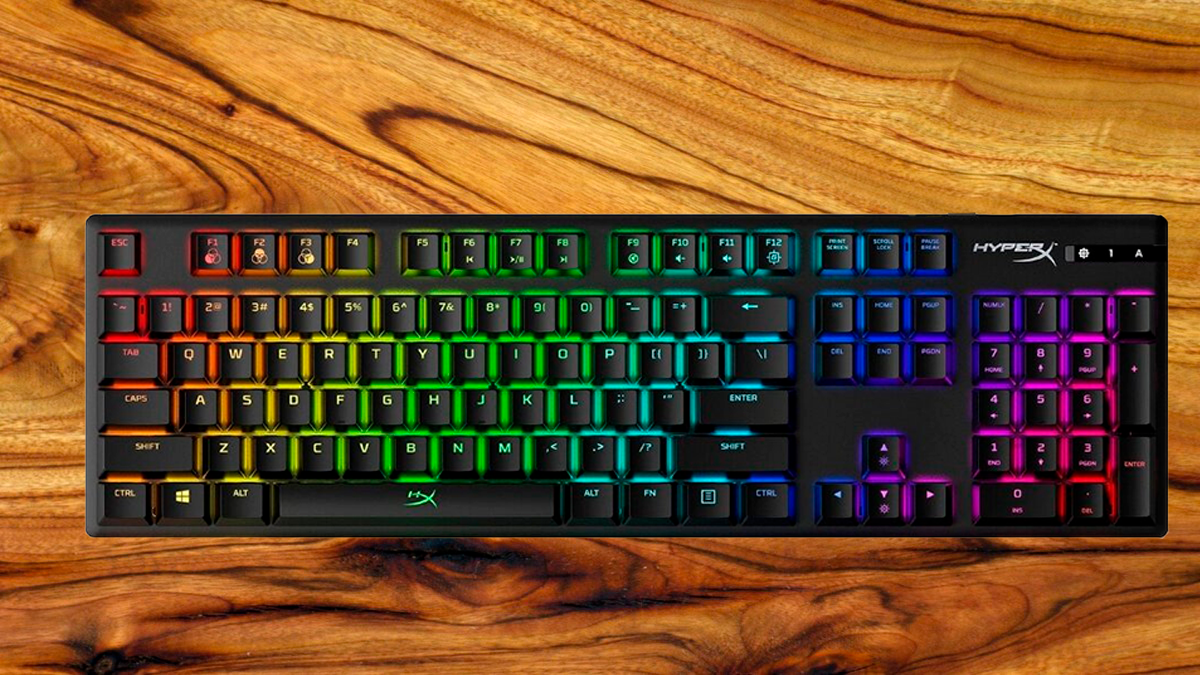 ESC F1 F2 F3 F4 F5 F6 F7 F8 F9 F10 F11 F12 PRINT SCREEN SCROLL LOCK PAUSE BREAK HYPERX 1 A
`~ 1! 2@ 3# 4$ 5% 6^ 7& 8* 9( 0) -_ =+ INS HOME PGUP NUMLK / * -
TAB Q W E R T Y U I O P [{ ]} \| DEL END PGDN 7 HOME 8 9 PGUP +
CAPS A S D F G H J K L ;: '" ENTER 4 5 6
SHIFT Z X C V B N M ,< .> /? SHIFT 1 END 2 3 PGDN ENTER
CTRL ALT HX ALT FN CTRL 0 INS . DEL